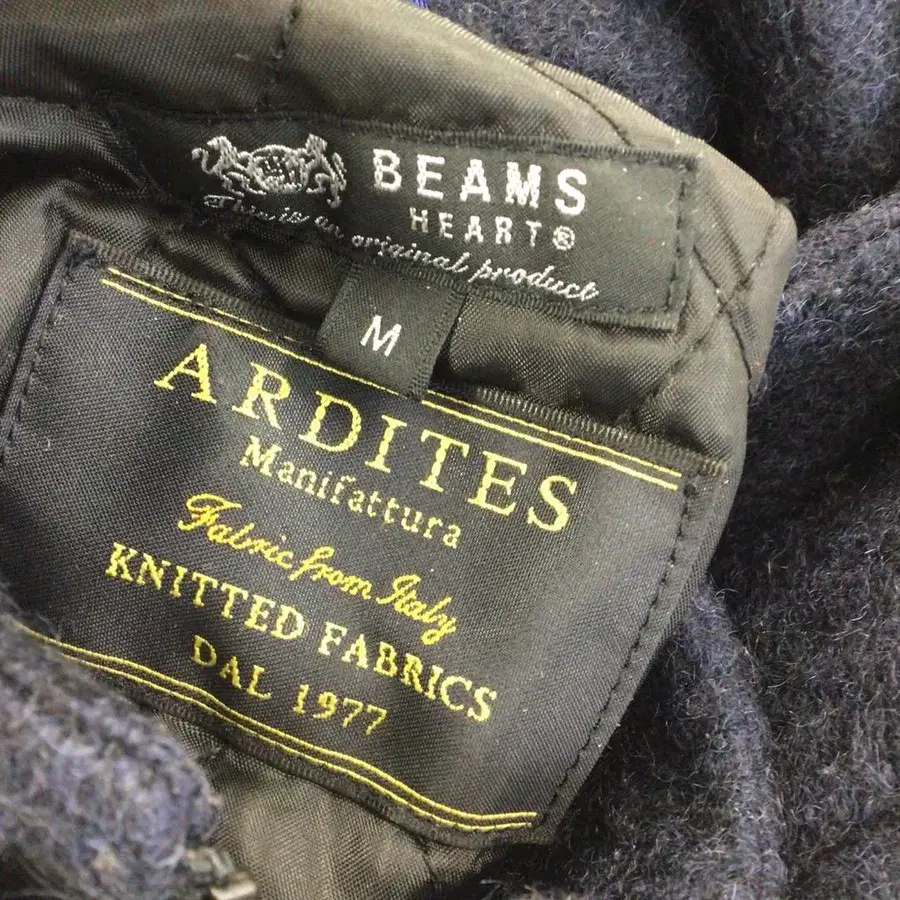 BEAMS
HEART®
This is an original product
M
ARDITES
Manifattura
Fabric from Italy
KNITTED FABRICS
DAL 1977